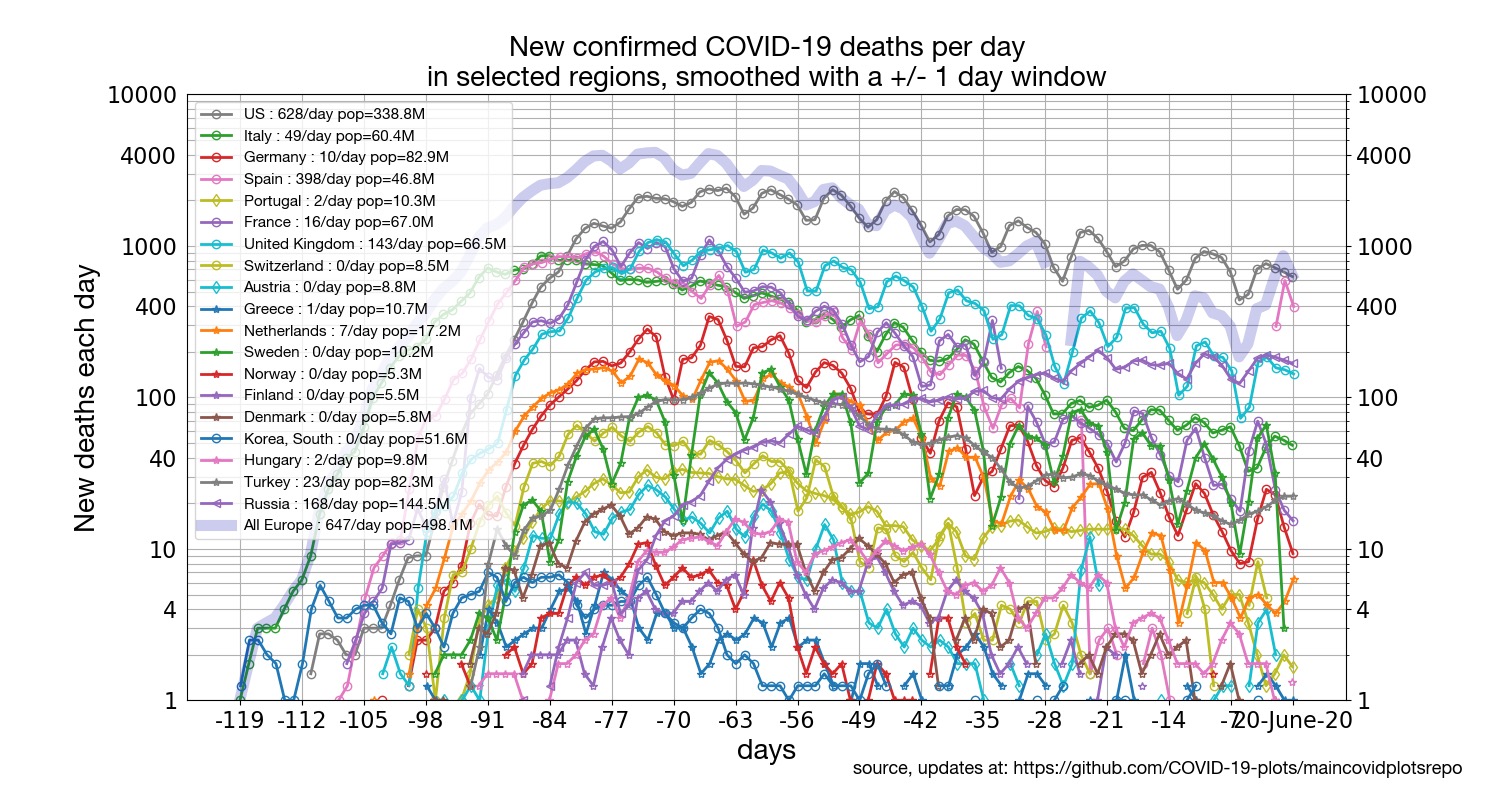 New confirmed COVID-19 deaths per day
in selected regions, smoothed with a +/- 1 day window
10000
4000
1000
400
100
40
10
4
1
New deaths each day
US : 628/day pop=338.8M
Italy : 49/day pop=60.4M
Germany : 10/day pop=82.9M
Spain : 398/day pop=46.8M
Portugal : 2/day pop=10.3M
France : 16/day pop=67.0M
United Kingdom : 143/day pop=66.5M
Switzerland : 0/day pop=8.5M
Austria : 0/day pop=8.8M
Greece : 1/day pop=10.7M
Netherlands : 7/day pop=17.2M
Sweden : 0/day pop=10.2M
Norway : 0/day pop=5.3M
Finland : 0/day pop=5.5M
Denmark : 0/day pop=5.8M
Korea, South : 0/day pop=51.6M
Hungary : 2/day pop=9.8M
Turkey : 23/day pop=82.3M
Russia : 168/day pop=144.5M
All Europe : 647/day pop=498.1M
10000
4000
1000
400
100
40
10
4
1
-119 -112 -105 -98 -91 -84 -77 -70 -63 -56 -49 -42 -35 -28 -21 -14 -7 20-June-20
days
source, updates at: https://github.com/COVID-19-plots/maincovidplotsrepo